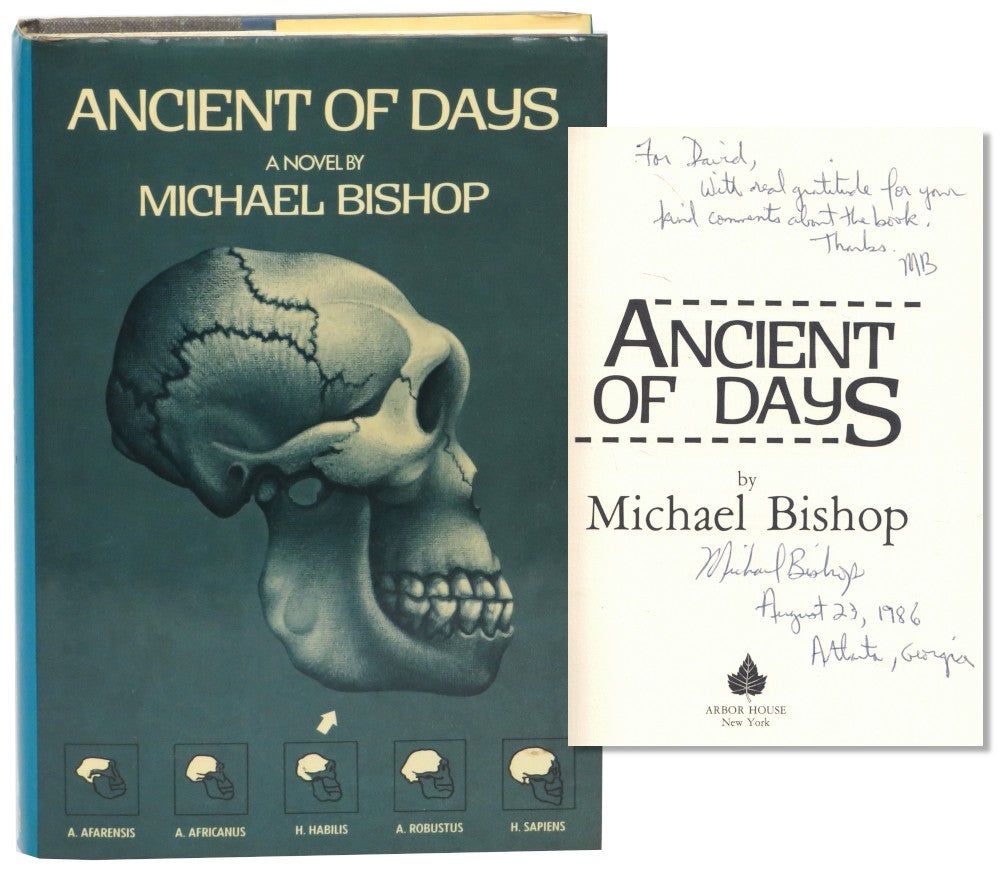 ANCIENT OF DAYS
A NOVEL BY
MICHAEL BISHOP
A. AFARENSIS
A. AFRICANUS
H. HABILIS
A. ROBUSTUS
H. SAPIENS
For David,
With real gratitude for your
kind comments about the book.
Thanks.
MB
ANCIENT
OF DAYS
by
Michael Bishop
Michael Bishop
August 23, 1986
Atlanta, Georgia
ARBOR HOUSE
New York